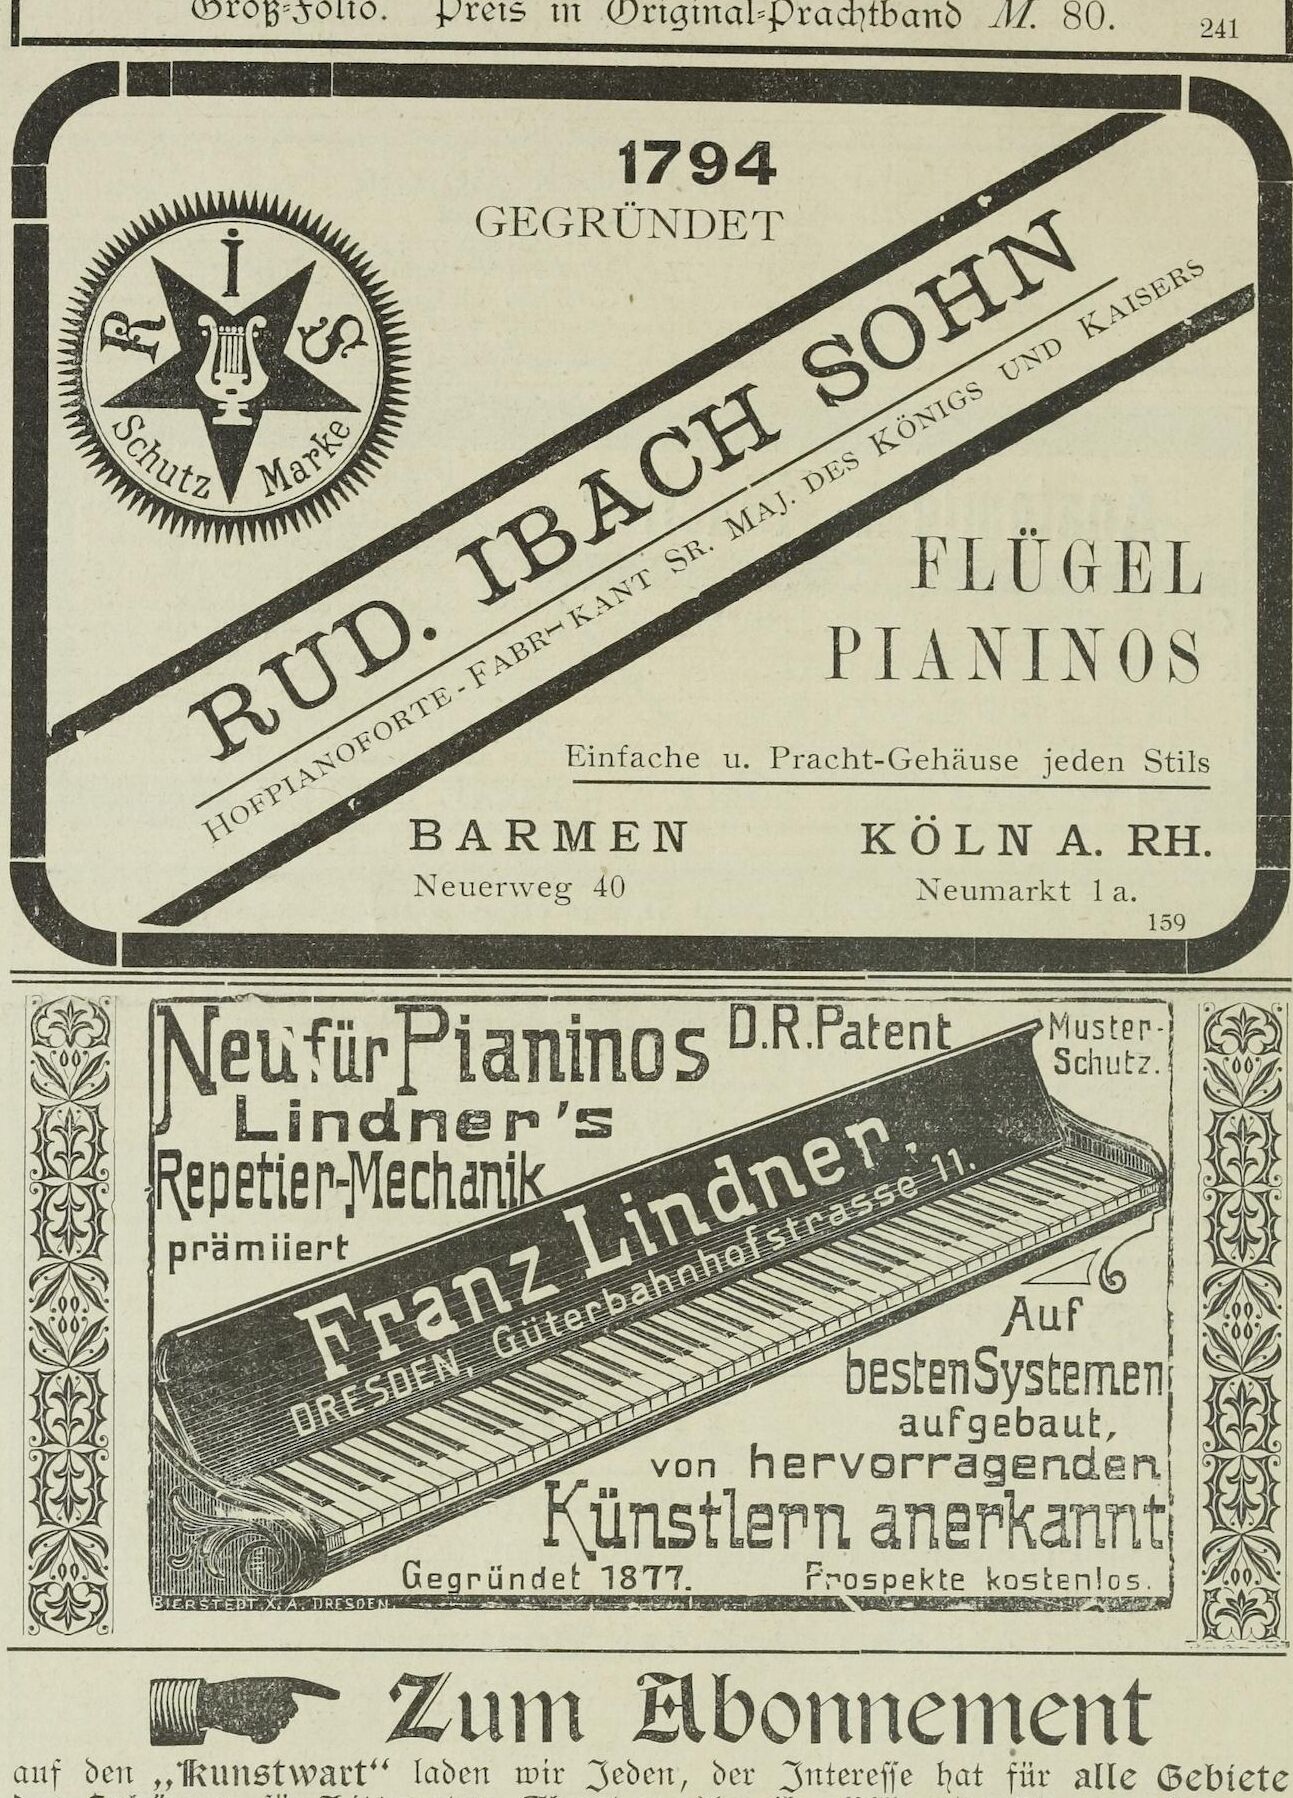 Groß-Folio. Preis in Original-Prachtband M. 80.
241
1794
GEGRÜNDET
IRIS
Schutz Marke
RUD. IBACH SOHN
HOFPIANOFORTE-FABRIKANT SR. MAJ. DES KÖNIGS UND KAISERS
FLÜGEL
PIANINOS
Einfache u. Pracht-Gehäuse jeden Stils
BARMEN
Neuerweg 40
KÖLN A. RH.
Neumarkt 1a.
159
Neu für Pianinos
D.R.Patent
Muster-
Schutz.
Lindner's
Repetier-Mechanik
prämiiert
Franz Lindner,
DRESDEN, Güterbahnhofstrasse 11.
Auf
besten Systemen
aufgebaut,
von hervorragenden
Künstlern anerkannt
Gegründet 1877.
Prospekte kostenlos.
BIERSTEDT, X. A. DRESDEN.
Zum Abonnement
auf den „Kunstwart“ laden wir Jeden, der Interesse hat für alle Gebiete